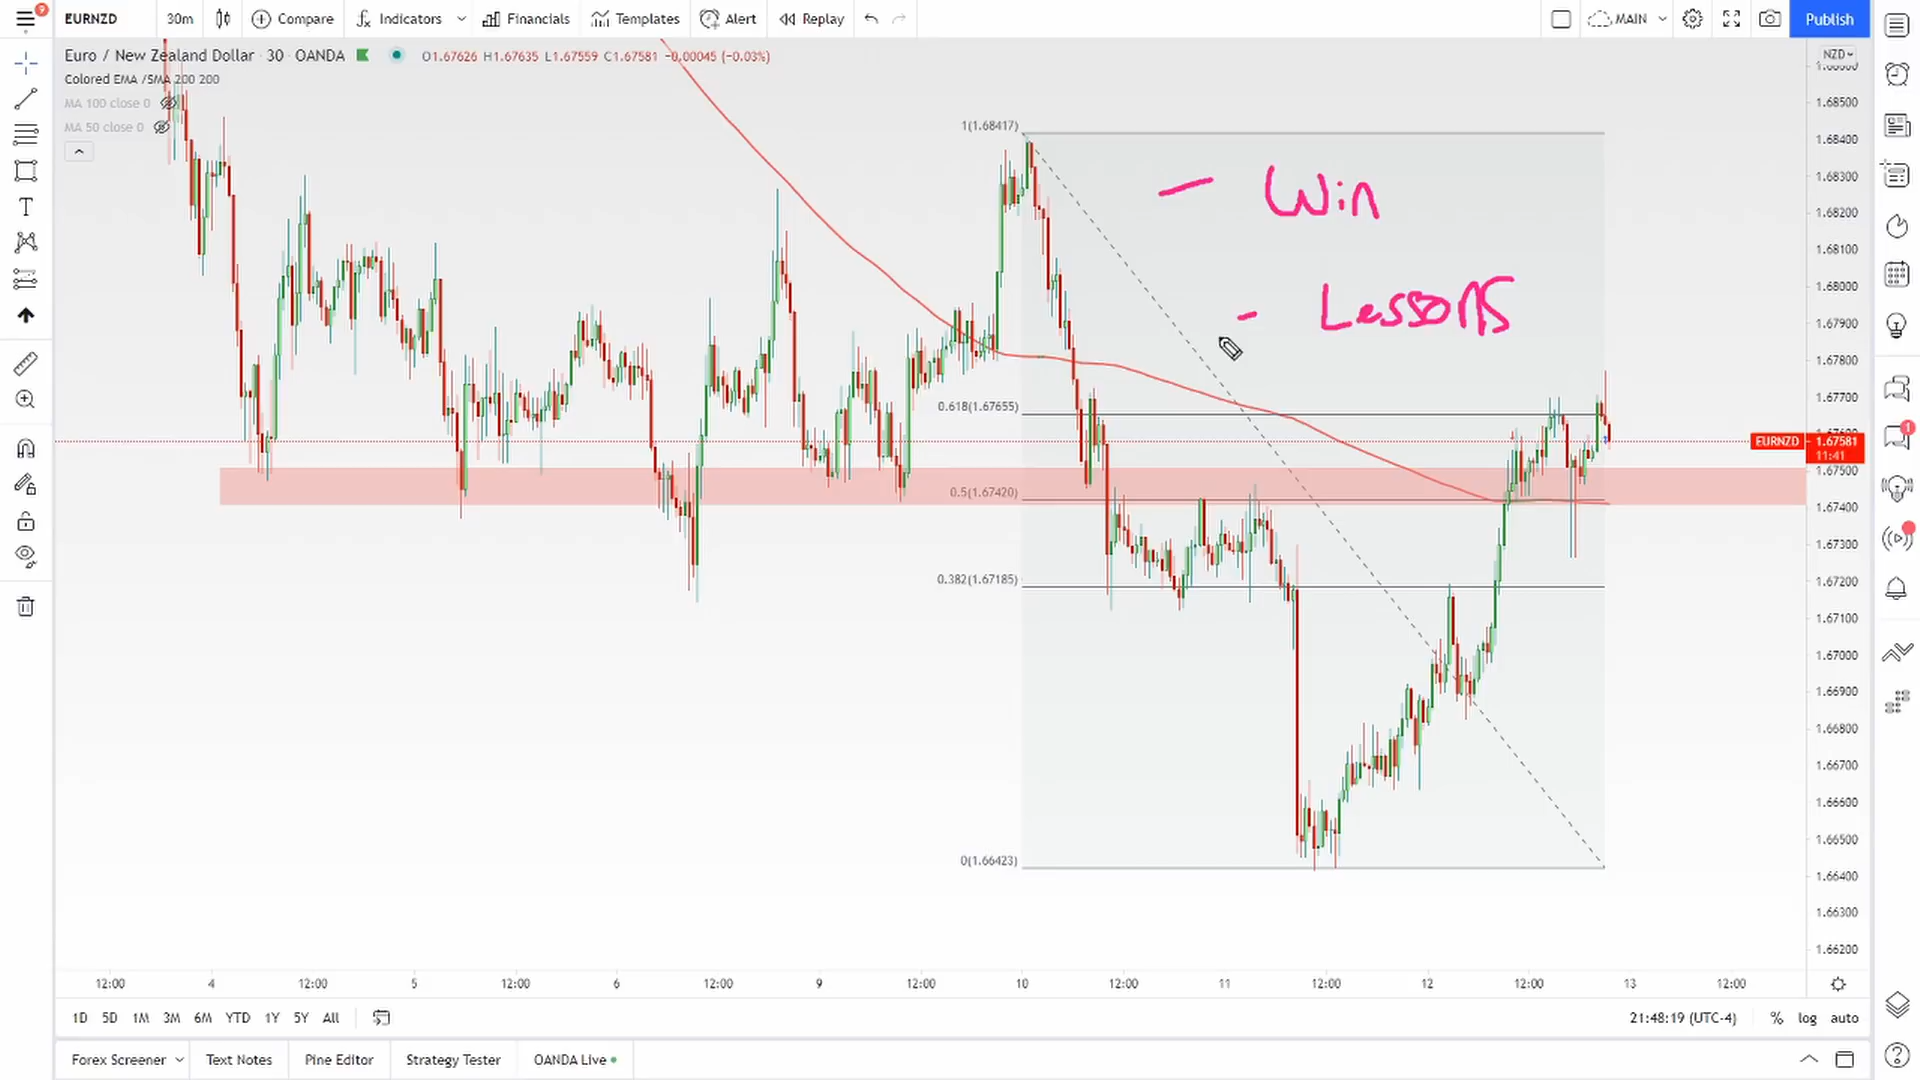 9
EURNZD
30m
Compare
Indicators
Financials
Templates
Alert
Replay
MAIN
Publish
Euro / New Zealand Dollar · 30 · OANDA
O1.67626 H1.67635 L1.67559 C1.67581 −0.00045 (−0.03%)
Colored EMA /SMA 200 200
MA 100 close 0
MA 50 close 0
NZD
1.68500
1.68400
1.68300
1.68200
1.68100
1.68000
1.67900
1.67800
1.67700
1.67500
1.67400
1.67300
1.67200
1.67100
1.67000
1.66900
1.66800
1.66700
1.66600
1.66500
1.66400
1.66300
1.66200
EURNZD
1.67581
11:41
1(1.68417)
0.618(1.67655)
0.5(1.67420)
0.382(1.67185)
0(1.66423)
- Win
- Lessons
1
12:00 4 12:00 5 12:00 6 12:00 9 12:00 10 12:00 11 12:00 12 12:00 13 12:00
1D 5D 1M 3M 6M YTD 1Y 5Y All
21:48:19 (UTC-4) % log auto
Forex Screener Text Notes Pine Editor Strategy Tester OANDA Live